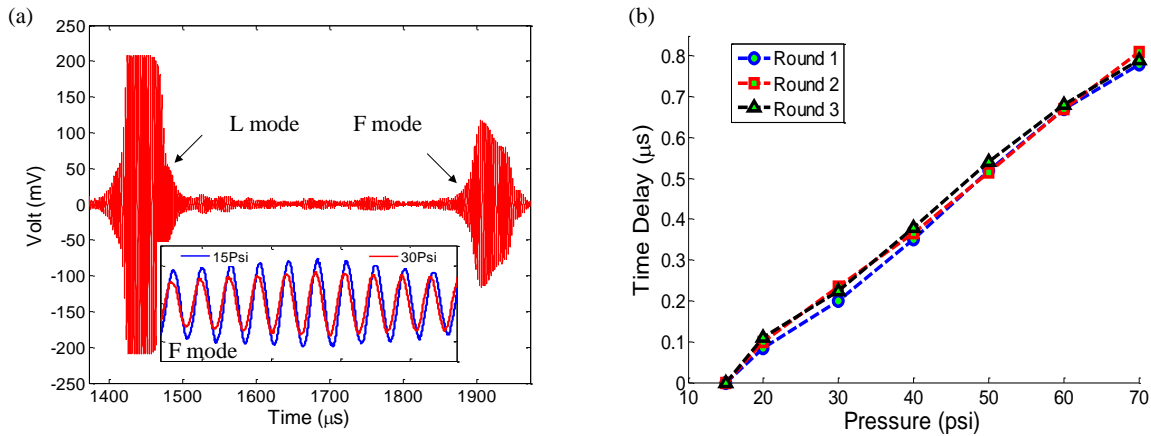 (a)
250
200
150
100
50
0
-50
-100
-150
-200
-250
Volt (mV)
L mode
F mode
15Psi
30Psi
F mode
1400 1500 1600 1700 1800 1900
Time (μs)
(b)
0.8
0.7
0.6
0.5
0.4
0.3
0.2
0.1
0
Time Delay (μs)
Round 1
Round 2
Round 3
10 20 30 40 50 60 70
Pressure (psi)